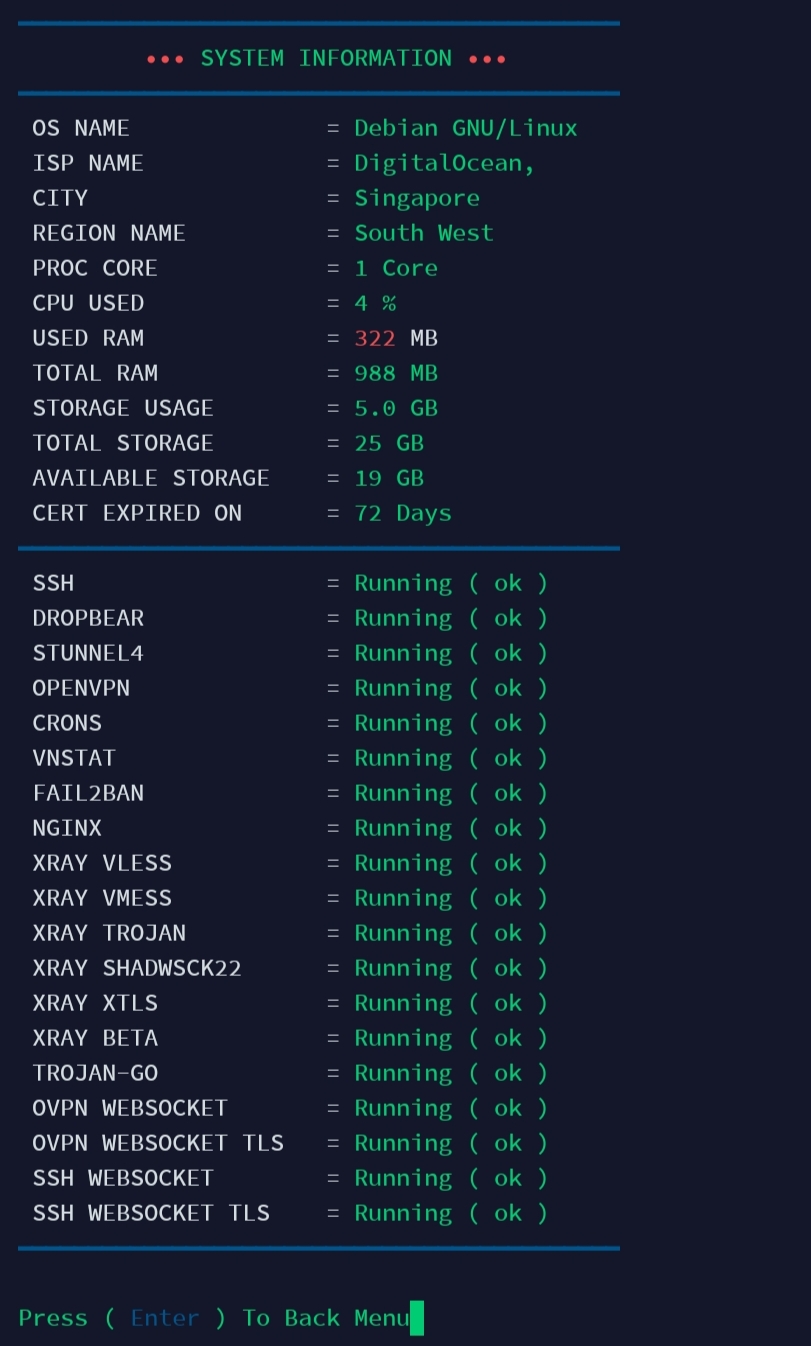 ••• SYSTEM INFORMATION •••
OS NAME = Debian GNU/Linux
ISP NAME = DigitalOcean,
CITY = Singapore
REGION NAME = South West
PROC CORE = 1 Core
CPU USED = 4 %
USED RAM = 322 MB
TOTAL RAM = 988 MB
STORAGE USAGE = 5.0 GB
TOTAL STORAGE = 25 GB
AVAILABLE STORAGE = 19 GB
CERT EXPIRED ON = 72 Days
SSH = Running ( ok )
DROPBEAR = Running ( ok )
STUNNEL4 = Running ( ok )
OPENVPN = Running ( ok )
CRONS = Running ( ok )
VNSTAT = Running ( ok )
FAIL2BAN = Running ( ok )
NGINX = Running ( ok )
XRAY VLESS = Running ( ok )
XRAY VMESS = Running ( ok )
XRAY TROJAN = Running ( ok )
XRAY SHADWSCK22 = Running ( ok )
XRAY XTLS = Running ( ok )
XRAY BETA = Running ( ok )
TROJAN-GO = Running ( ok )
OVPN WEBSOCKET = Running ( ok )
OVPN WEBSOCKET TLS = Running ( ok )
SSH WEBSOCKET = Running ( ok )
SSH WEBSOCKET TLS = Running ( ok )
Press ( Enter ) To Back Menu